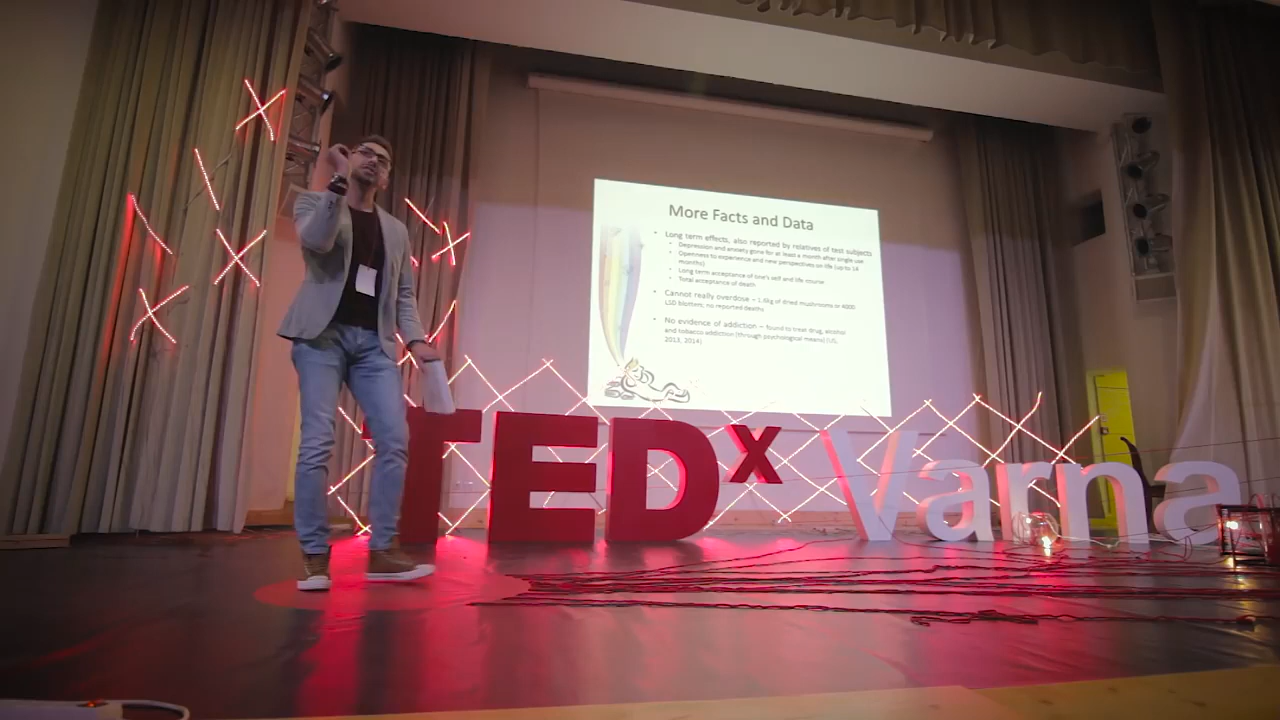 More Facts and Data
• Long term effects, also reported by relatives of test subjects
• Depression and anxiety gone for at least a month after single use
• Openness to experience and new perspectives on life (up to 14
months)
• Long term acceptance of one's self and life course
• Total acceptance of death
• Cannot really overdose – 1.6kg of dried mushrooms or 4000
LSD blotters, no reported deaths
• No evidence of addiction – found to treat drug, alcohol
and tobacco addiction (through psychological means) (US,
2013, 2014)
TEDx Varna